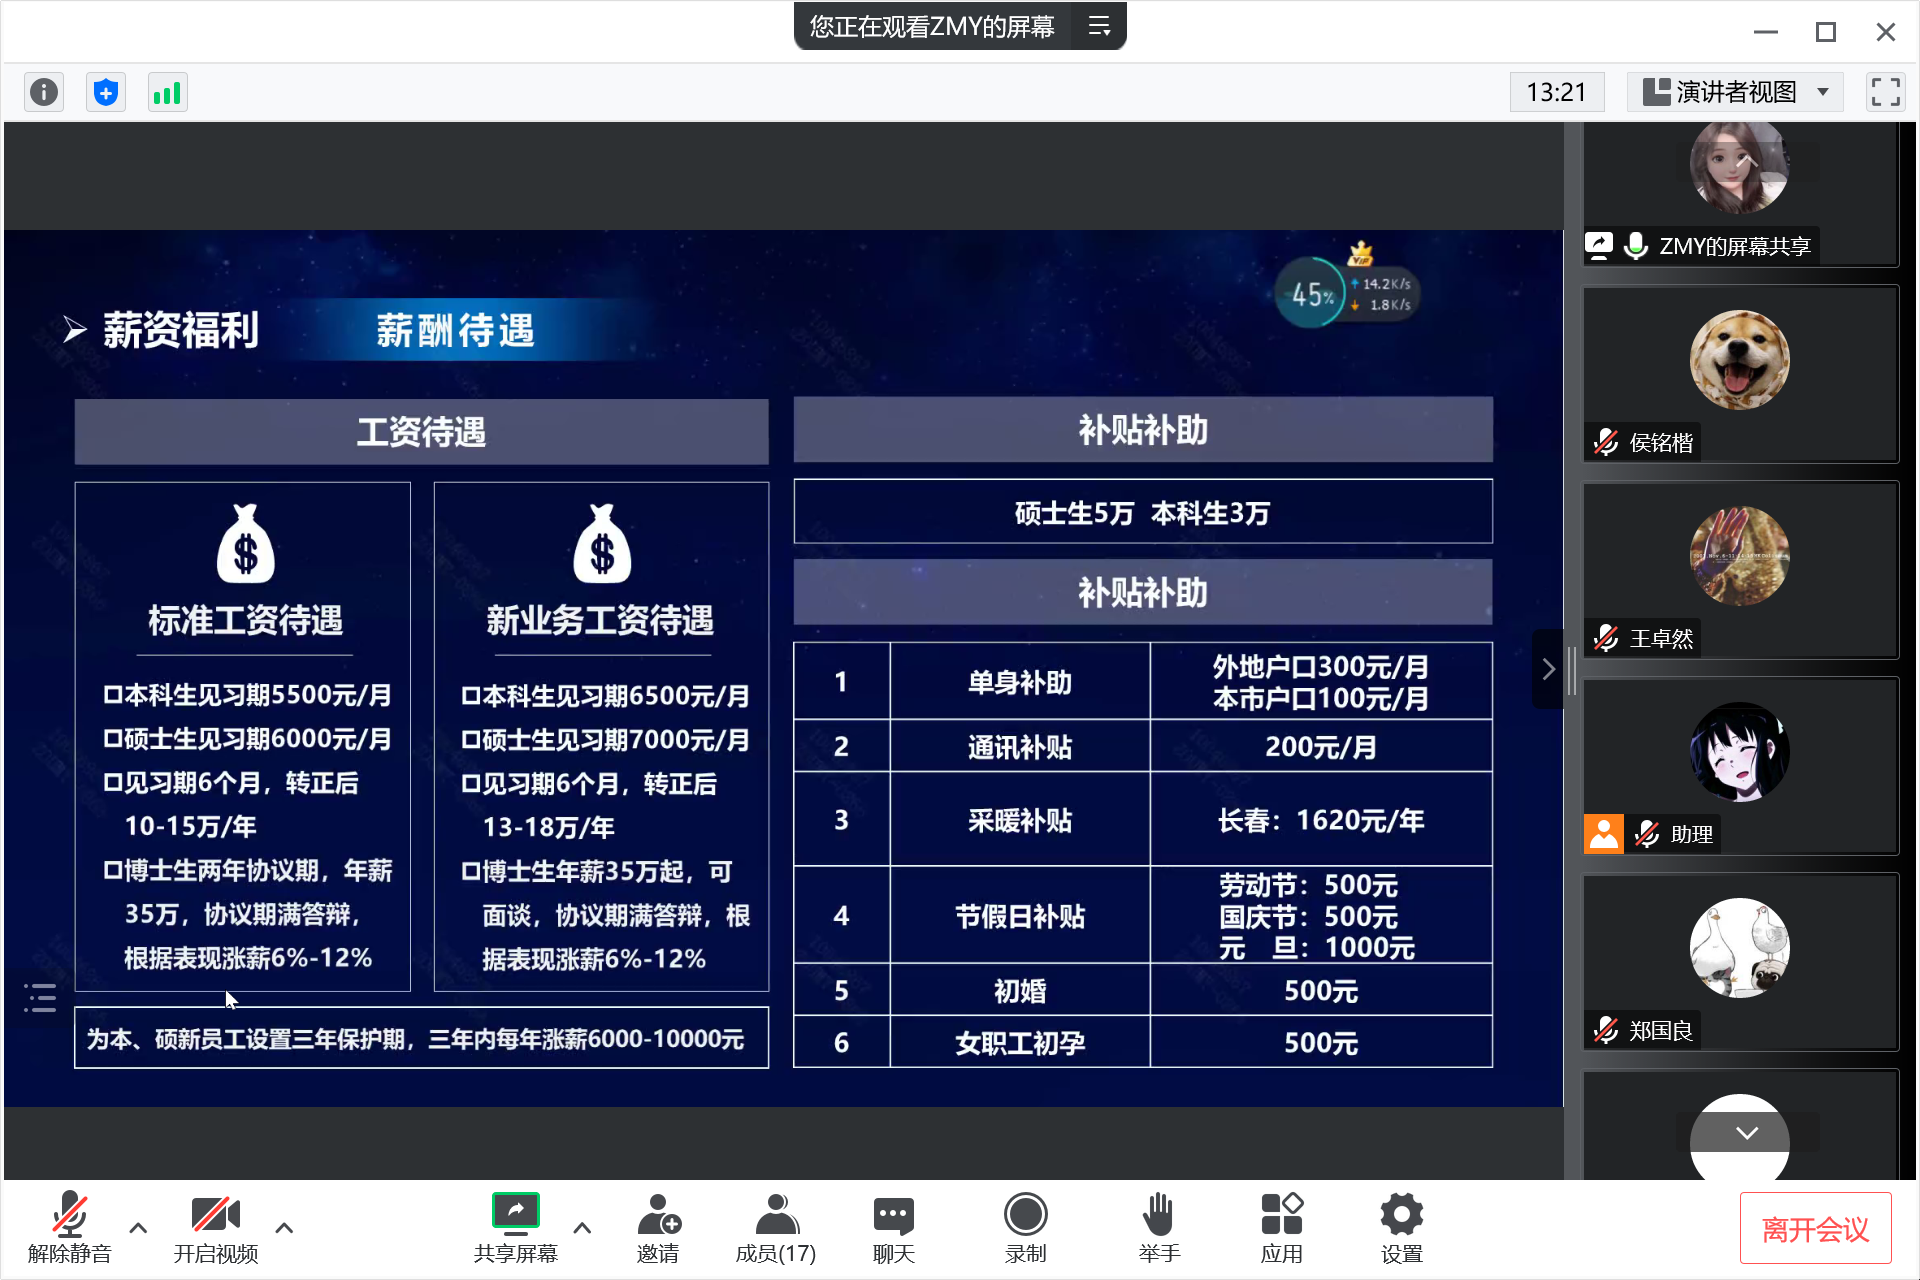 您正在观看ZMY的屏幕
13:21
演讲者视图
薪资福利
薪酬待遇
VIP
45%
14.2K/s
1.8K/s
工资待遇
标准工资待遇
本科生见习期5500元/月
硕士生见习期6000元/月
见习期6个月，转正后
10-15万/年
博士生两年协议期，年薪
35万，协议期满答辩，
根据表现涨薪6%-12%
新业务工资待遇
本科生见习期6500元/月
硕士生见习期7000元/月
见习期6个月，转正后
13-18万/年
博士生年薪35万起，可
面谈，协议期满答辩，根
据表现涨薪6%-12%
为本、硕新员工设置三年保护期，三年内每年涨薪6000-10000元
补贴补助
硕士生5万 本科生3万
补贴补助
1 单身补助 外地户口300元/月
本市户口100元/月
2 通讯补贴 200元/月
3 采暖补贴 长春：1620元/年
4 节假日补贴 劳动节：500元
国庆节：500元
元 旦：1000元
5 初婚 500元
6 女职工初孕 500元
ZMY的屏幕共享
侯铭楷
王卓然
助理
郑国良
解除静音
开启视频
共享屏幕
邀请
成员(17)
聊天
录制
举手
应用
设置
离开会议